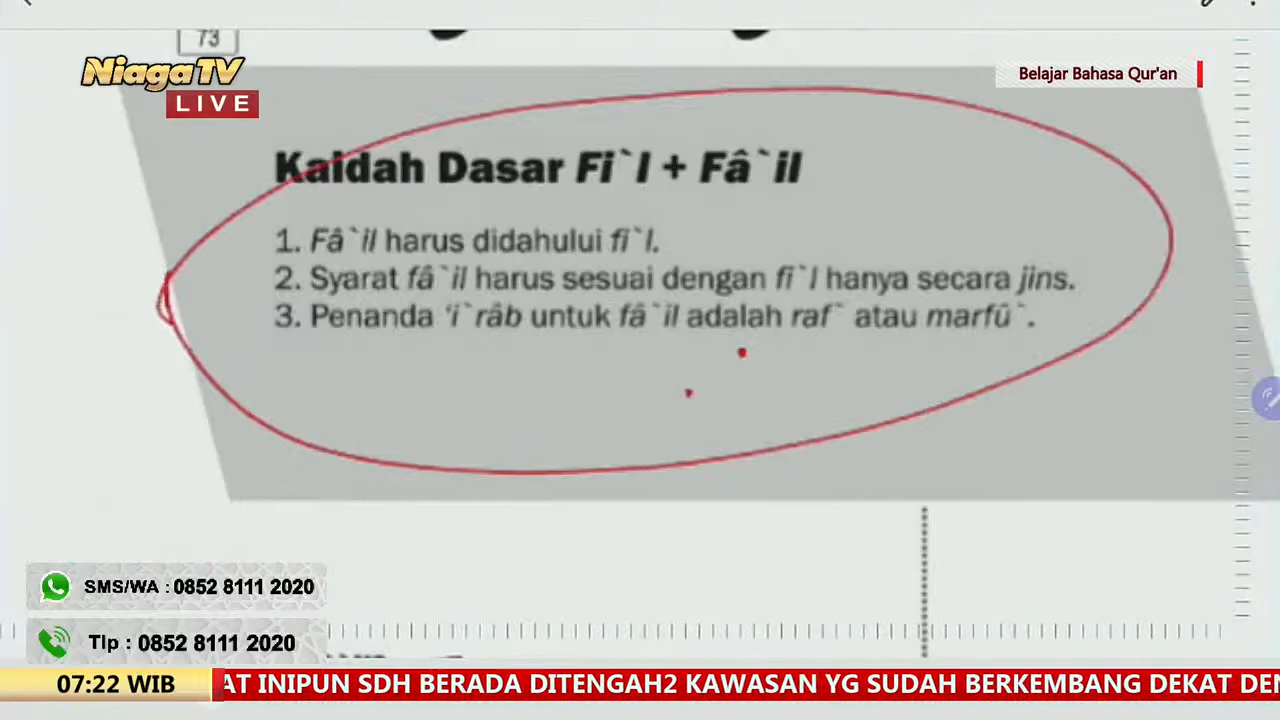 73
NiagaTV
LIVE
Belajar Bahasa Qur'an
Kaidah Dasar Fi`l + Fâ`il
1. Fâ`il harus didahului fi`l.
2. Syarat fâ`il harus sesuai dengan fi`l hanya secara jins.
3. Penanda 'i`râb untuk fâ`il adalah raf` atau marfû`.
SMS/WA : 0852 8111 2020
Tlp : 0852 8111 2020
07:22 WIB
AT INIPUN SDH BERADA DITENGAH2 KAWASAN YG SUDAH BERKEMBANG DEKAT DEN